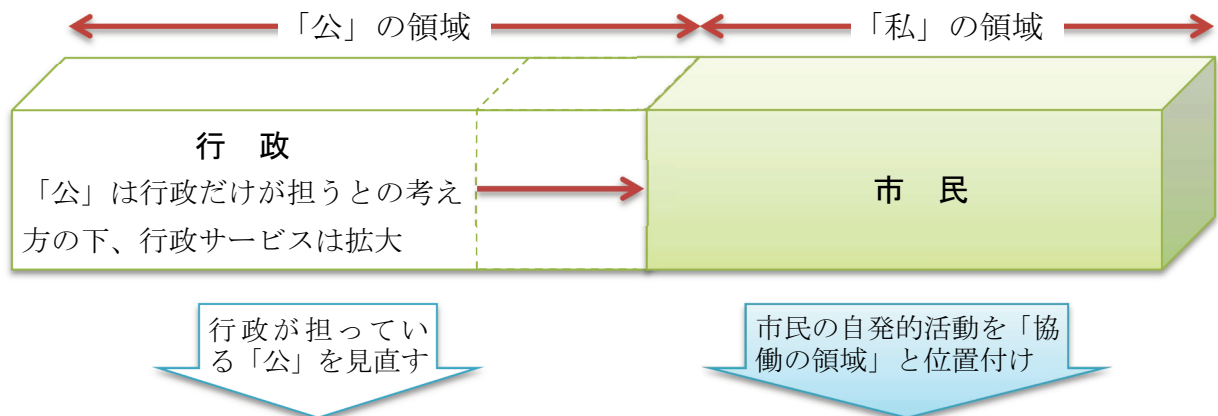 「公」の領域
「私」の領域
行 政
「公」は行政だけが担うとの考え
方の下、行政サービスは拡大
市 民
行政が担ってい
る「公」を見直す
市民の自発的活動を「協
働の領域」と位置付け